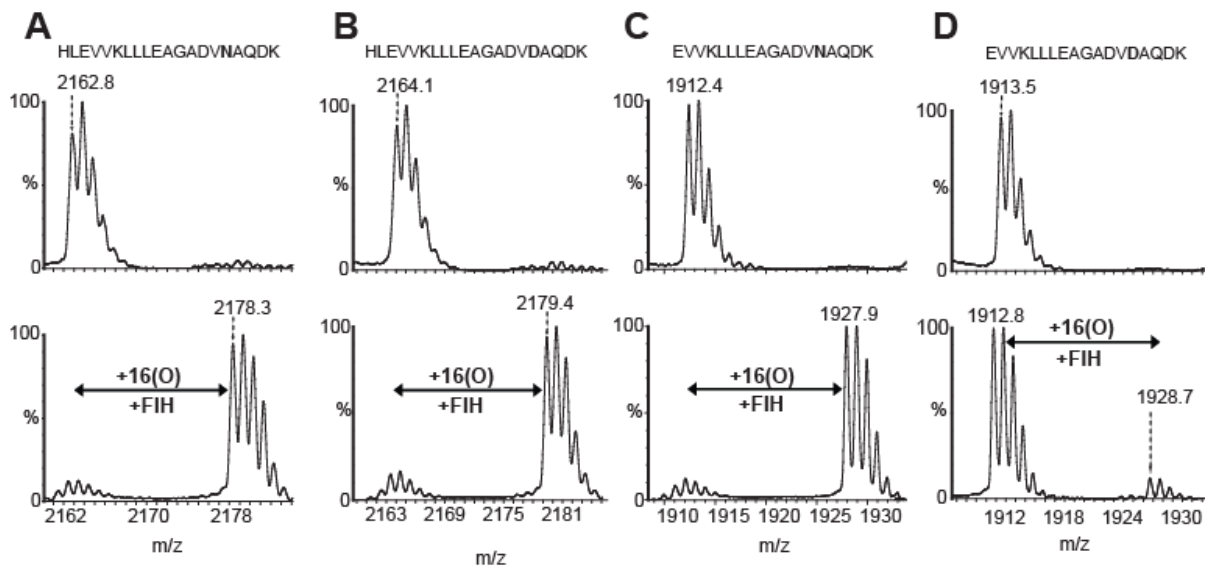 A
HLEVVKLLLEAGADVNAQDK
2162.8
100
%
0
2178.3
100
+16(O)
+FIH
%
0
2162 2170 2178
m/z
B
HLEVVKLLLEAGADVDAQDK
2164.1
100
%
0
2179.4
100
+16(O)
+FIH
%
0
2163 2169 2175 2181
m/z
C
EVVKLLLEAGADVNAQDK
1912.4
100
%
0
1927.9
100
+16(O)
+FIH
%
0
1910 1915 1920 1925 1930
m/z
D
EVVKLLLEAGADVDAQDK
1913.5
100
%
0
1912.8
100
+16(O)
+FIH
1928.7
%
0
1912 1918 1924 1930
m/z